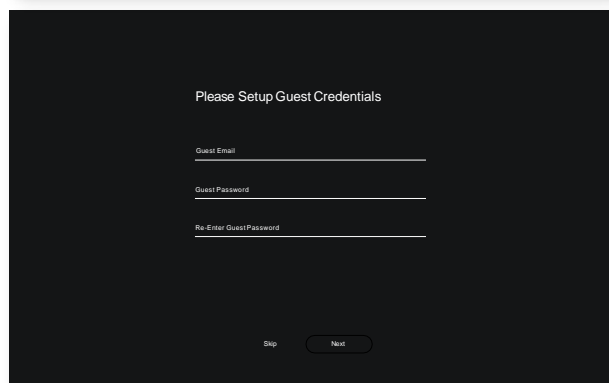 Please Setup Guest Credentials
Guest Email
Guest Password
Re-Enter Guest Password
Skip Next